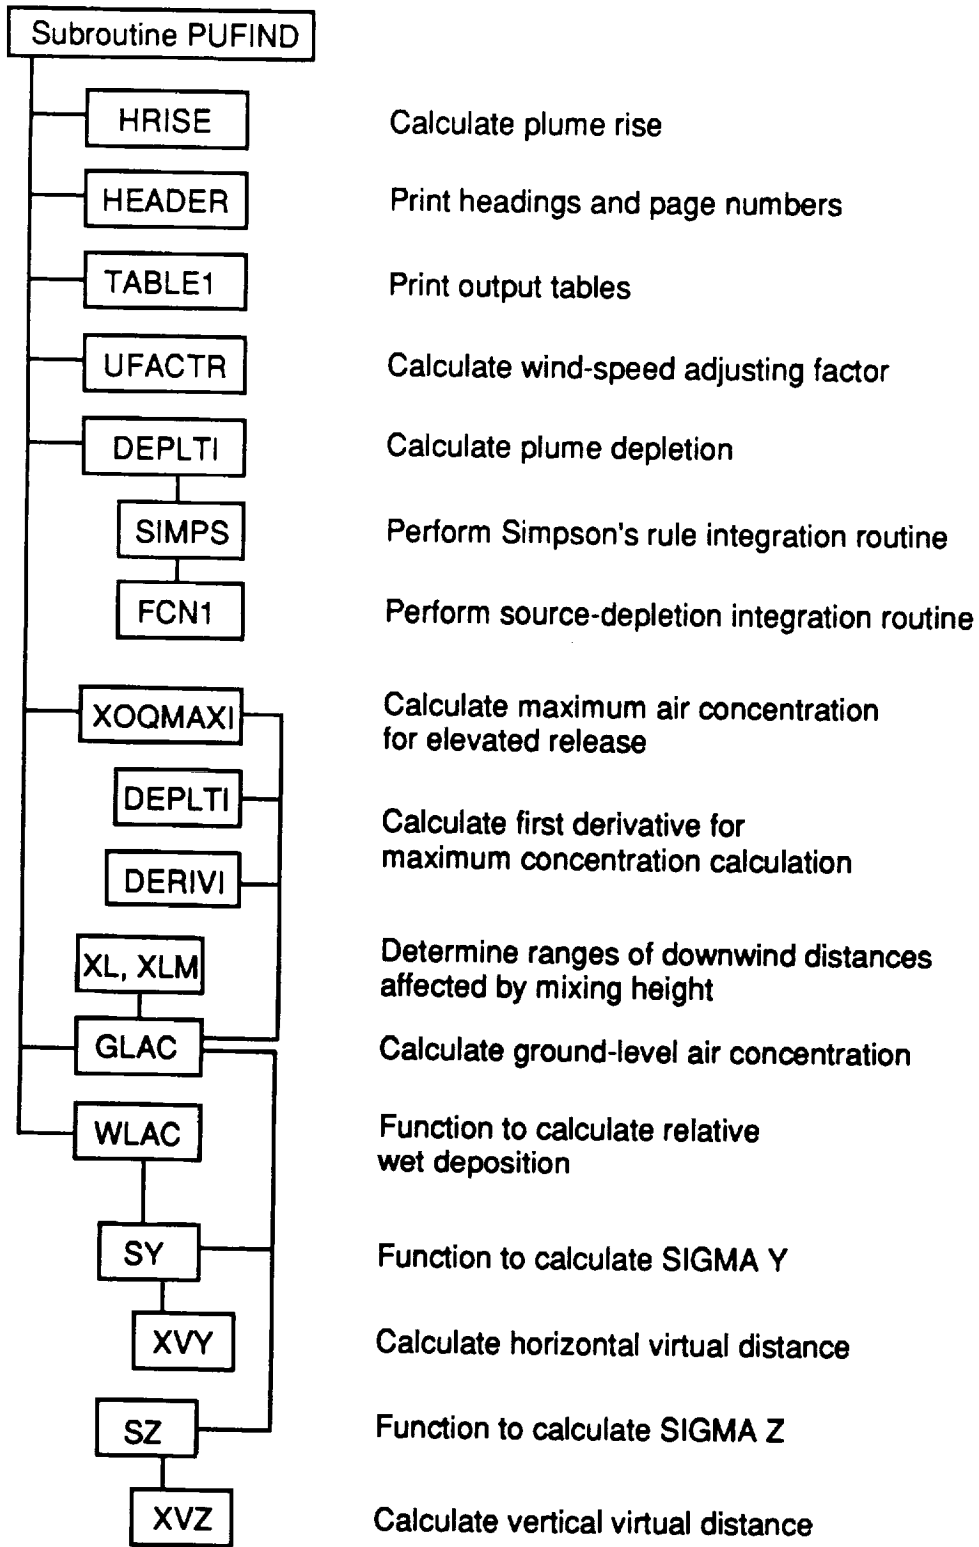 Subroutine PUFIND
HRISE Calculate plume rise
HEADER Print headings and page numbers
TABLE1 Print output tables
UFACTR Calculate wind-speed adjusting factor
DEPLTI Calculate plume depletion
SIMPS Perform Simpson's rule integration routine
FCN1 Perform source-depletion integration routine
XOQMAXI Calculate maximum air concentration
for elevated release
DEPLTI
Calculate first derivative for
DERIVI maximum concentration calculation
XL, XLM Determine ranges of downwind distances
affected by mixing height
GLAC Calculate ground-level air concentration
WLAC Function to calculate relative
wet deposition
SY Function to calculate SIGMA Y
XVY Calculate horizontal virtual distance
SZ Function to calculate SIGMA Z
XVZ Calculate vertical virtual distance